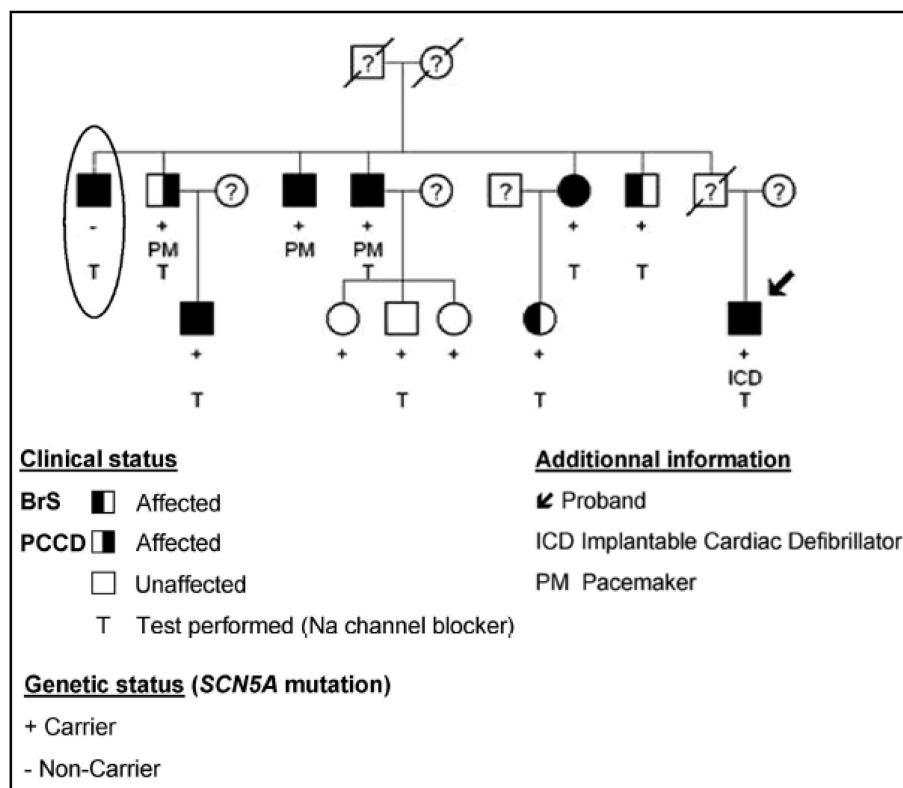 ? ?
? ? ? ? ?
- + + + + +
PM PM PM
T T T T T
+ + + + + +
ICD
T T T T
Clinical status
BrS Affected
PCCD Affected
Unaffected
T Test performed (Na channel blocker)
Genetic status (SCN5A mutation)
+ Carrier
- Non-Carrier
Additionnal information
Proband
ICD Implantable Cardiac Defibrillator
PM Pacemaker